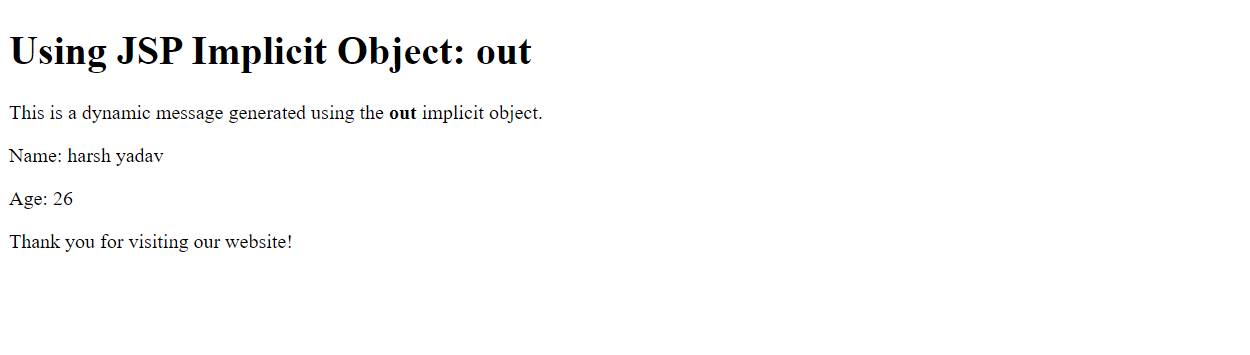 Using JSP Implicit Object: out
This is a dynamic message generated using the out implicit object.
Name: harsh yadav
Age: 26
Thank you for visiting our website!